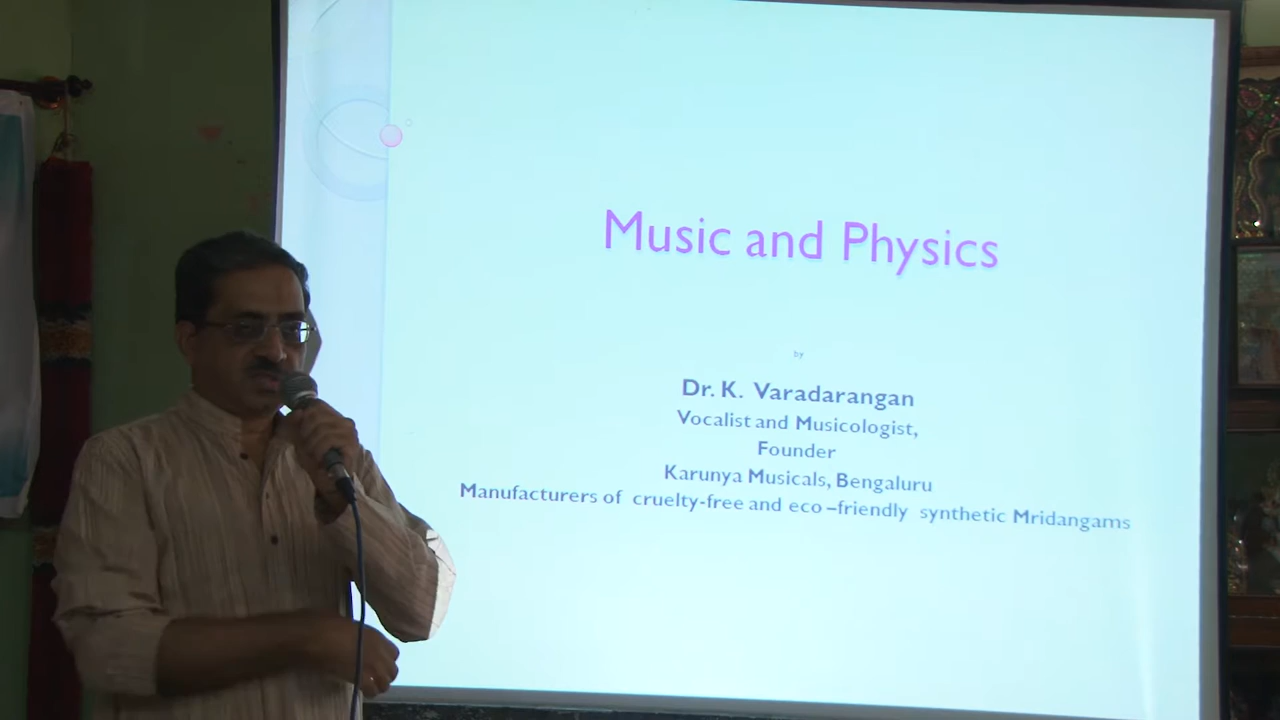 Music and Physics
by
Dr. K. Varadarangan
Vocalist and Musicologist,
Founder
Karunya Musicals, Bengaluru
Manufacturers of cruelty-free and eco –friendly synthetic Mridangams